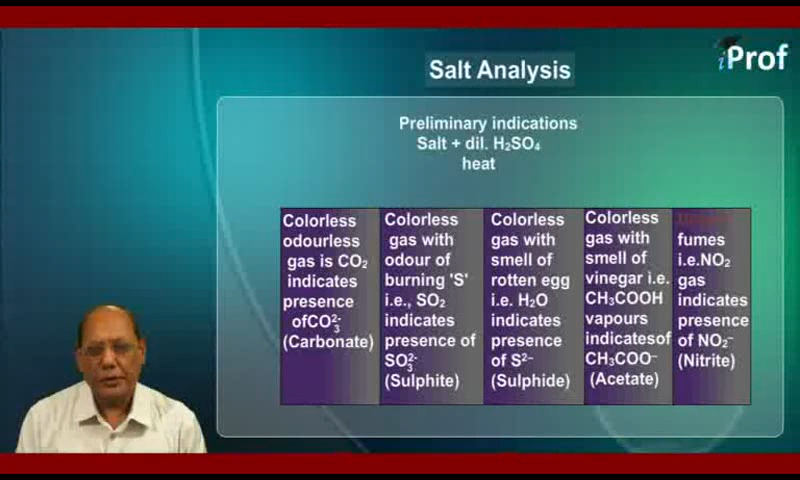 iProf
Salt Analysis
Preliminary indications
Salt + dil. H₂SO₄
heat
Colorless
odourless
gas is CO₂
indicates
presence
ofCO₃²⁻
(Carbonate)
Colorless
gas with
odour of
burning 'S'
i.e., SO₂
indicates
presence of
SO₃²⁻
(Sulphite)
Colorless
gas with
smell of
rotten egg
i.e. H₂O
indicates
presence
of S²⁻
(Sulphide)
Colorless
gas with
smell of
vinegar i.e.
CH₃COOH
vapours
indicatesof
CH₃COO⁻
(Acetate)
fumes
i.e.NO₂
gas
indicates
presence
of NO₂⁻
(Nitrite)